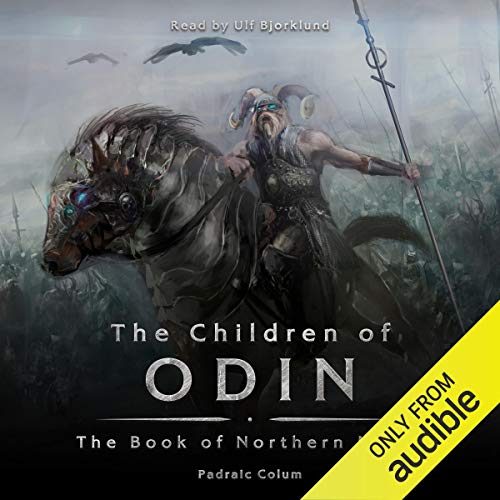 Read by Ulf Bjorklund
The Children of
ODIN
The Book of Northern
Padraic Colum
ONLY FROM
audible